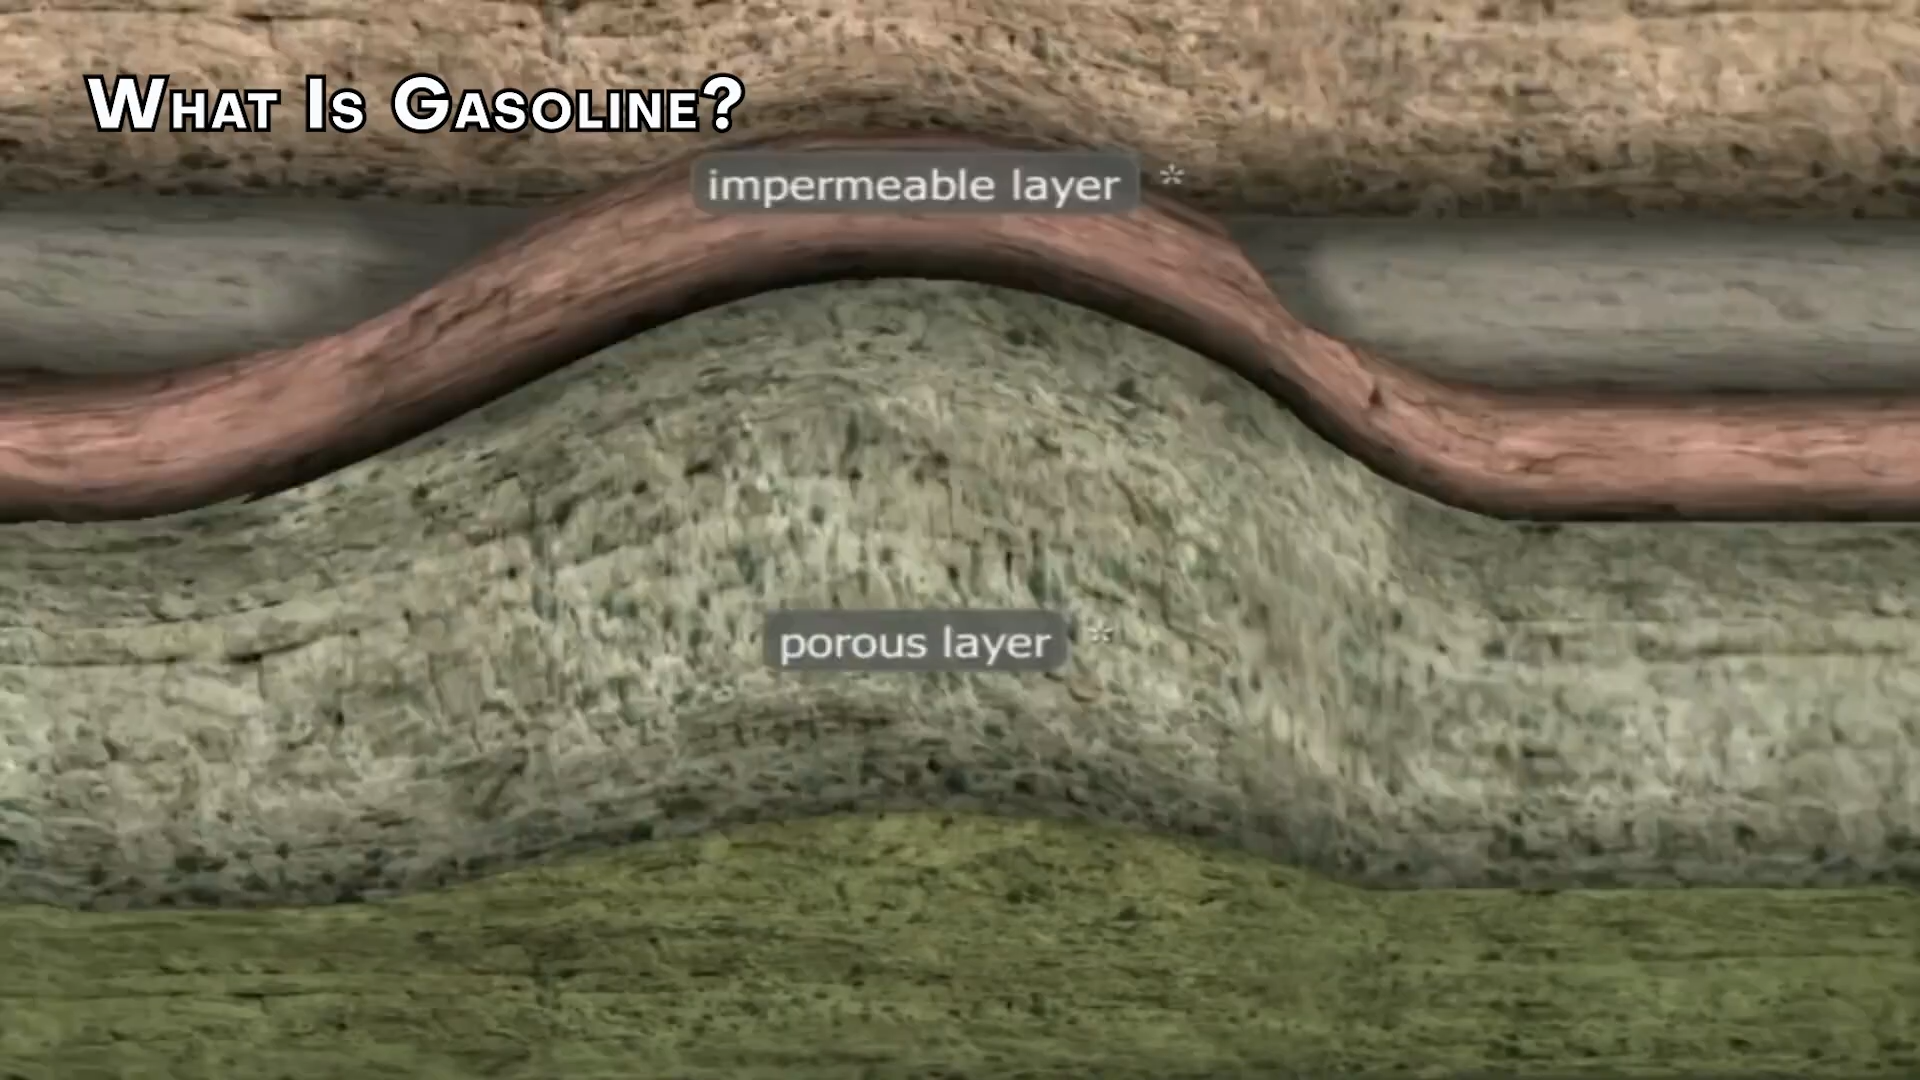 What Is Gasoline?
impermeable layer *
porous layer *